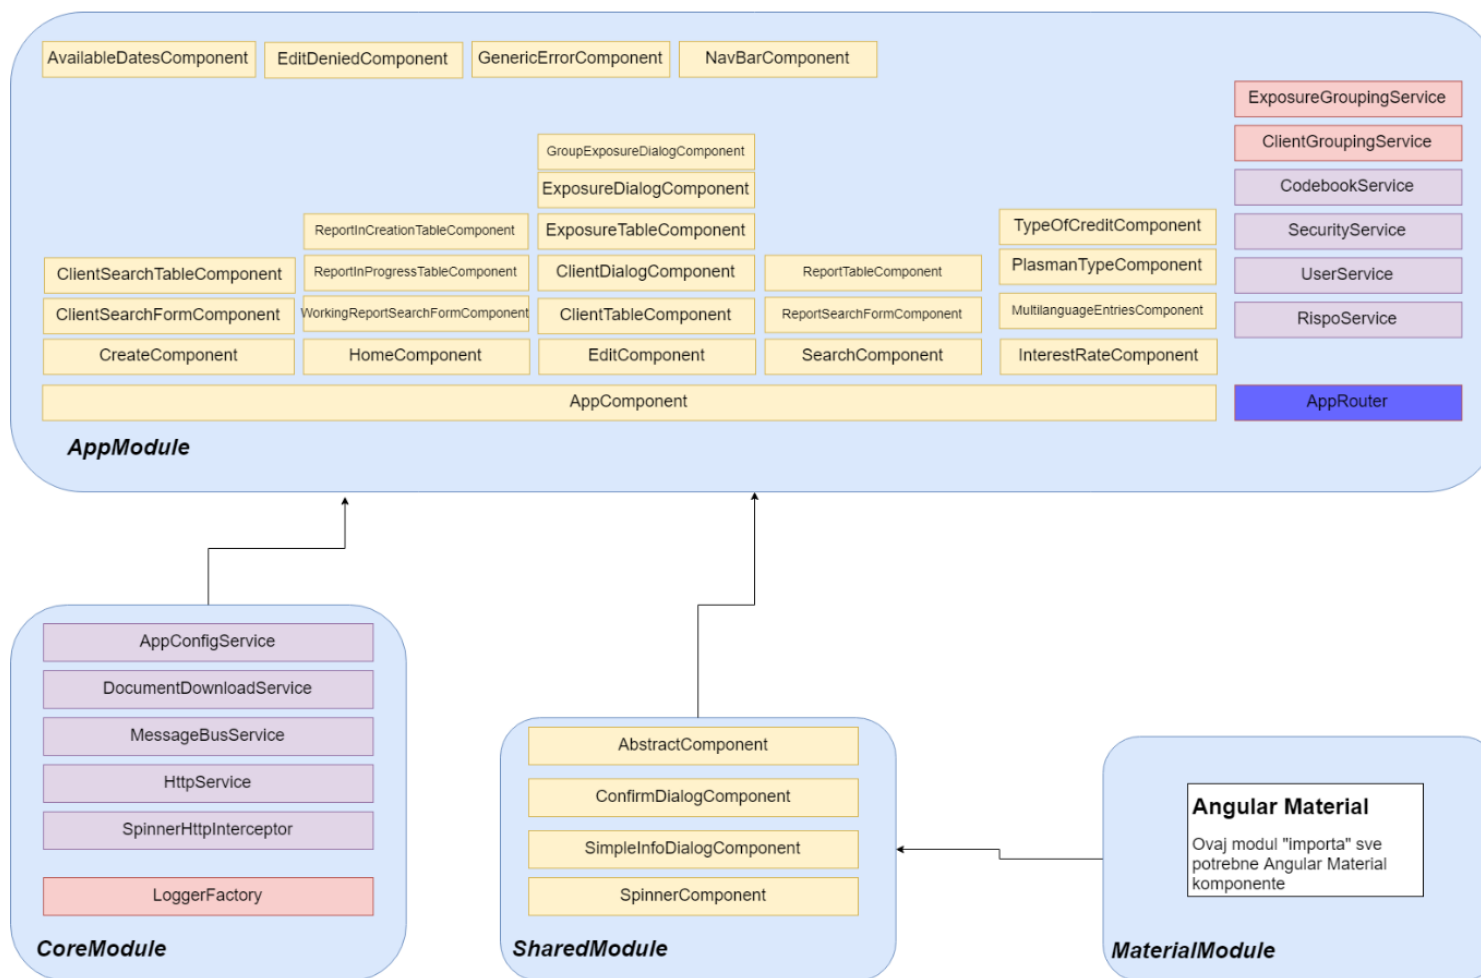 AvailableDatesComponent
EditDeniedComponent
GenericErrorComponent
NavBarComponent
ExposureGroupingService
ClientGroupingService
CodebookService
SecurityService
UserService
RispoService
GroupExposureDialogComponent
ExposureDialogComponent
ReportInCreationTableComponent
ExposureTableComponent
TypeOfCreditComponent
ClientSearchTableComponent
ReportInProgressTableComponent
ClientDialogComponent
ReportTableComponent
PlasmanTypeComponent
ClientSearchFormComponent
WorkingReportSearchFormComponent
ClientTableComponent
ReportSearchFormComponent
MultilanguageEntriesComponent
CreateComponent
HomeComponent
EditComponent
SearchComponent
InterestRateComponent
AppComponent
AppRouter
AppModule
AppConfigService
DocumentDownloadService
MessageBusService
HttpService
SpinnerHttpInterceptor
LoggerFactory
CoreModule
AbstractComponent
ConfirmDialogComponent
SimpleInfoDialogComponent
SpinnerComponent
SharedModule
Angular Material
Ovaj modul "importa" sve
potrebne Angular Material
komponente
MaterialModule